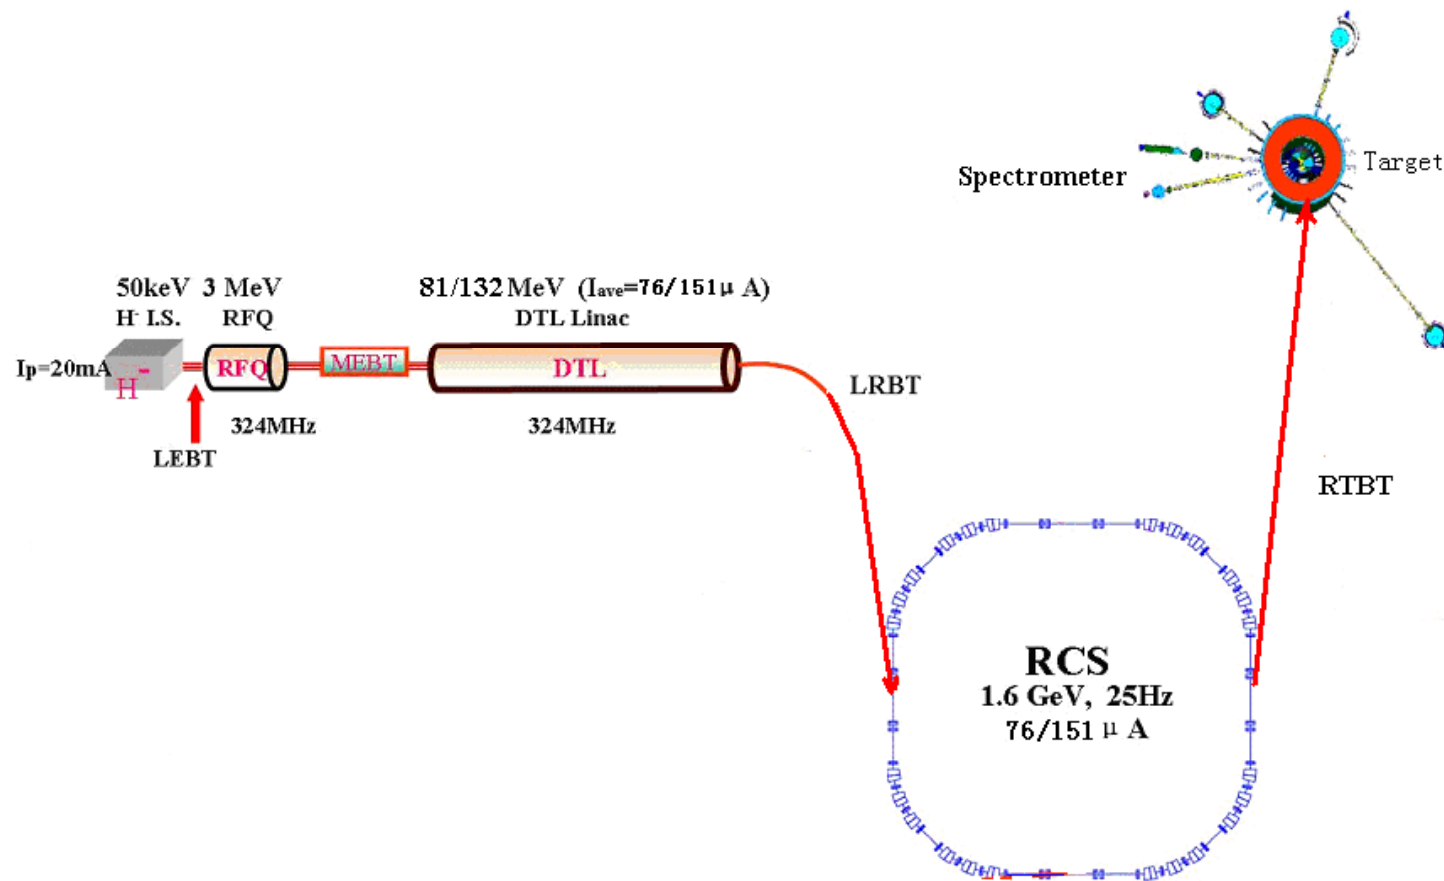 Target
Spectrometer
50keV 3 MeV
H- I.S. RFQ
81/132 MeV (Iave=76/151μ A)
DTL Linac
Ip=20mA
H-
RFQ
MEBT
DTL
LRBT
324MHz
324MHz
LEBT
RTBT
RCS
1.6 GeV, 25Hz
76/151 μ A